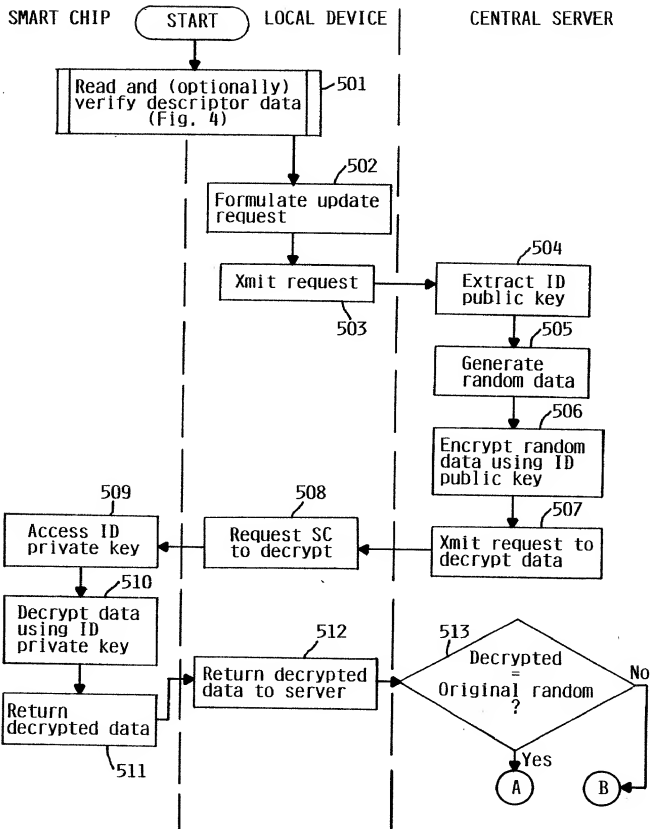 SMART CHIP
START
LOCAL DEVICE
CENTRAL SERVER
Read and (optionally)
verify descriptor data
(Fig. 4)
501
502
Formulate update
request
Xmit request
503
504
Extract ID
public key
505
Generate
random data
506
Encrypt random
data using ID
public key
507
Xmit request to
decrypt data
508
Request SC
to decrypt
509
Access ID
private key
510
Decrypt data
using ID
private key
Return
decrypted data
511
512
Return decrypted
data to server
513
Decrypted
=
Original random
?
No
Yes
A
B